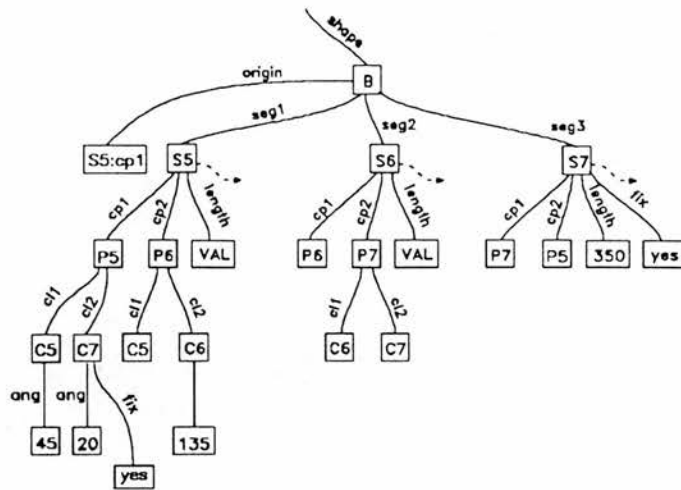 shape
origin
B
seg1
seg2
seg3
S5:cp1
S5
S6
S7
cp1
cp2
length
cp1
cp2
length
cp1
cp2
length
fix
P5
P6
VAL
P6
P7
VAL
P7
P5
350
yes
cl1
cl2
cl1
cl2
cl1
cl2
C5
C7
C5
C6
C6
C7
ang
ang
fix
45
20
135
yes